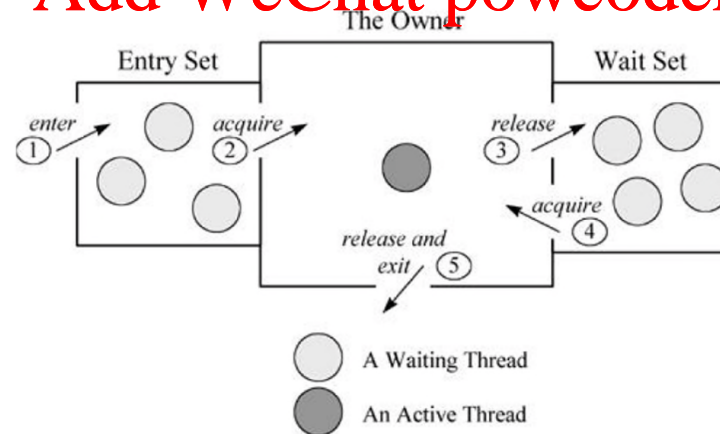 Add WeChat powcoder
The Owner
Entry Set
Wait Set
enter
1
acquire
2
release
3
acquire
4
release and
exit
5
A Waiting Thread
An Active Thread